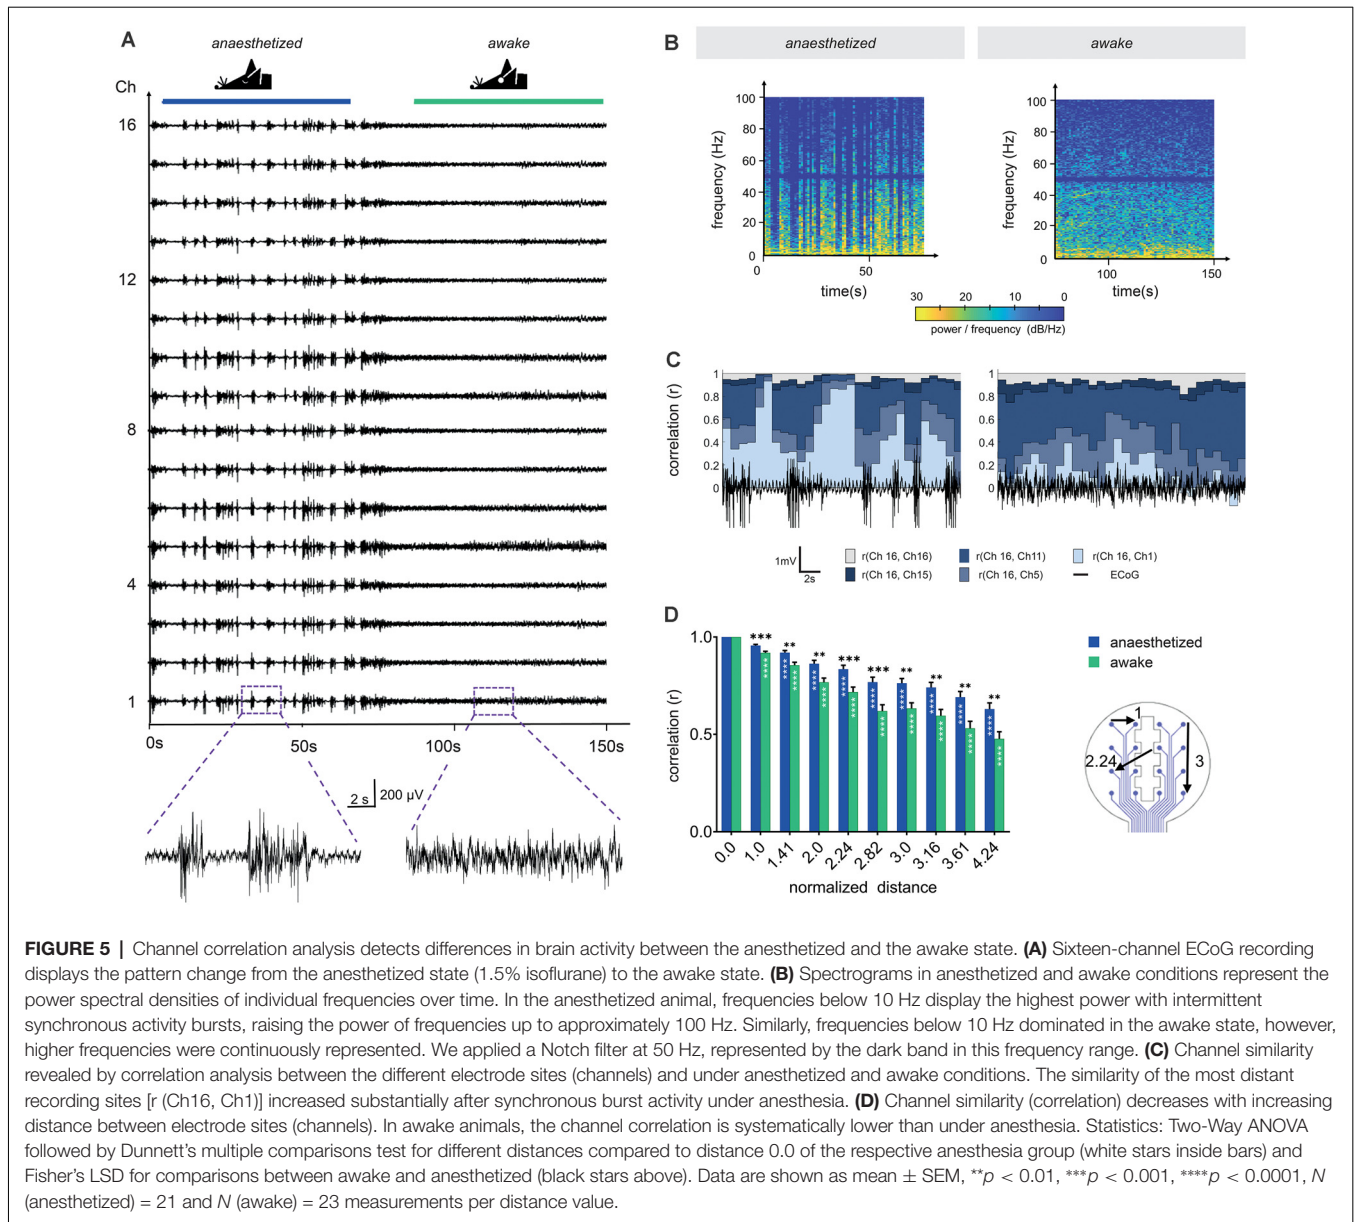 A
anaesthetized
awake
Ch
16
12
8
4
1
0s
50s
100s
150s
2 s
200 µV
B
anaesthetized
awake
frequency (Hz)
100
80
60
40
20
0
0
50
time(s)
frequency (Hz)
100
80
60
40
20
0
100
150
time(s)
30
20
10
0
power / frequency (dB/Hz)
C
correlation (r)
1
0.8
0.6
0.4
0.2
0
1
0.8
0.6
0.4
0.2
0
1mV
2s
r(Ch 16, Ch16)
r(Ch 16, Ch11)
r(Ch 16, Ch1)
r(Ch 16, Ch15)
r(Ch 16, Ch5)
ECoG
D
correlation (r)
1.0
0.5
0.0
*** ** ** *** *** ** ** ** **
**** **** **** **** **** **** **** **** ****
**** **** **** **** **** **** **** **** ****
0.0 1.0 1.41 2.0 2.24 2.82 3.0 3.16 3.61 4.24
normalized distance
anaesthetized
awake
1
2.24
3
FIGURE 5 | Channel correlation analysis detects differences in brain activity between the anesthetized and the awake state. (A) Sixteen-channel ECoG recording
displays the pattern change from the anesthetized state (1.5% isoflurane) to the awake state. (B) Spectrograms in anesthetized and awake conditions represent the
power spectral densities of individual frequencies over time. In the anesthetized animal, frequencies below 10 Hz display the highest power with intermittent
synchronous activity bursts, raising the power of frequencies up to approximately 100 Hz. Similarly, frequencies below 10 Hz dominated in the awake state, however,
higher frequencies were continuously represented. We applied a Notch filter at 50 Hz, represented by the dark band in this frequency range. (C) Channel similarity
revealed by correlation analysis between the different electrode sites (channels) and under anesthetized and awake conditions. The similarity of the most distant
recording sites [r (Ch16, Ch1)] increased substantially after synchronous burst activity under anesthesia. (D) Channel similarity (correlation) decreases with increasing
distance between electrode sites (channels). In awake animals, the channel correlation is systematically lower than under anesthesia. Statistics: Two-Way ANOVA
followed by Dunnett's multiple comparisons test for different distances compared to distance 0.0 of the respective anesthesia group (white stars inside bars) and
Fisher's LSD for comparisons between awake and anesthetized (black stars above). Data are shown as mean ± SEM, **p < 0.01, ***p < 0.001, ****p < 0.0001, N
(anesthetized) = 21 and N (awake) = 23 measurements per distance value.